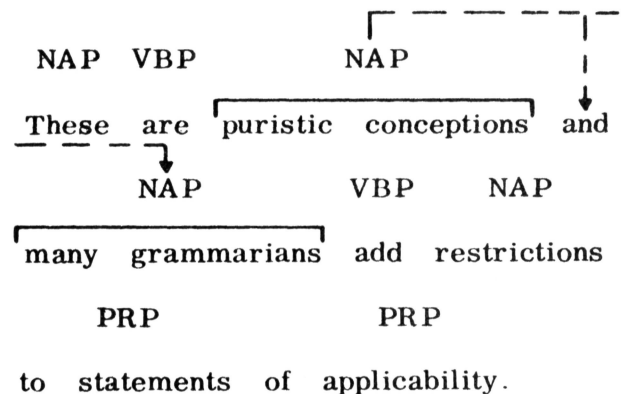 NAP VBP NAP
These are puristic conceptions and
NAP VBP NAP
many grammarians add restrictions
PRP PRP
to statements of applicability.